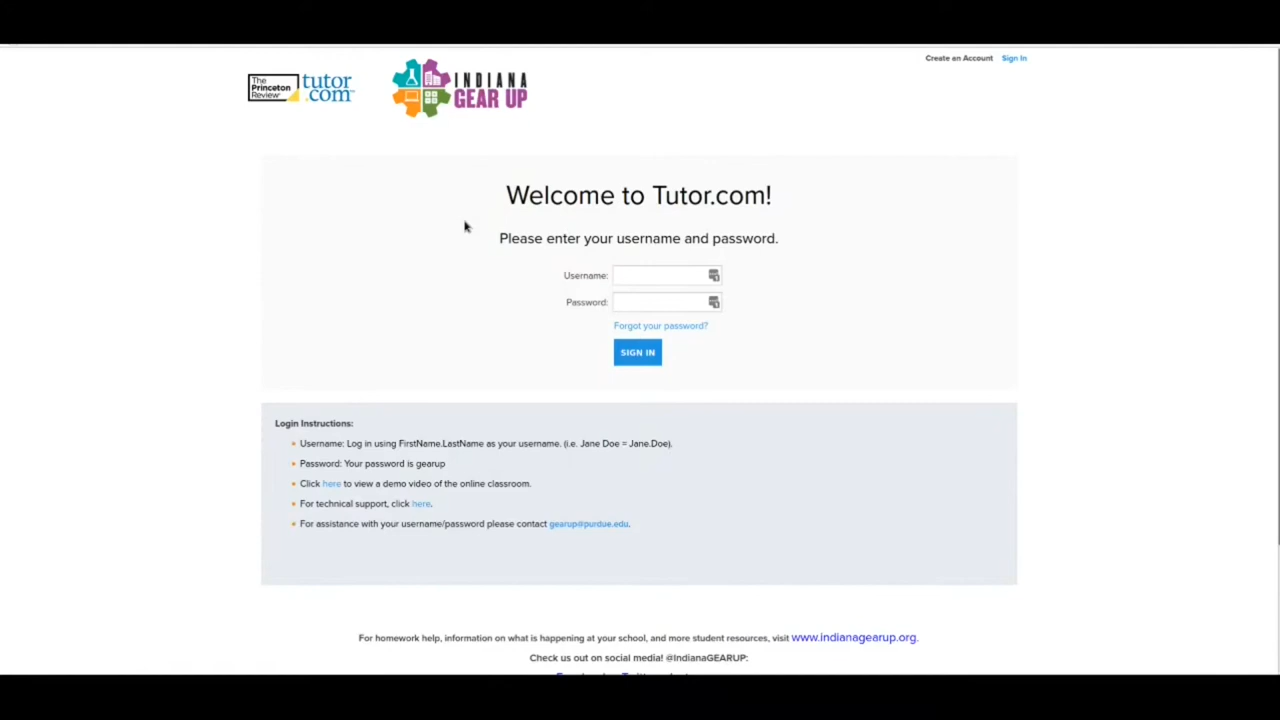 Create an Account Sign In
The Princeton Review
tutor.com
INDIANA
GEAR UP
Welcome to Tutor.com!
Please enter your username and password.
Username:
Password:
Forgot your password?
SIGN IN
Login Instructions:
Username: Log in using FirstName.LastName as your username. (i.e. Jane Doe = Jane.Doe).
Password: Your password is gearup
Click here to view a demo video of the online classroom.
For technical support, click here.
For assistance with your username/password please contact gearup@purdue.edu.
For homework help, information on what is happening at your school, and more student resources, visit www.indianagearup.org.
Check us out on social media! @IndianaGEARUP: